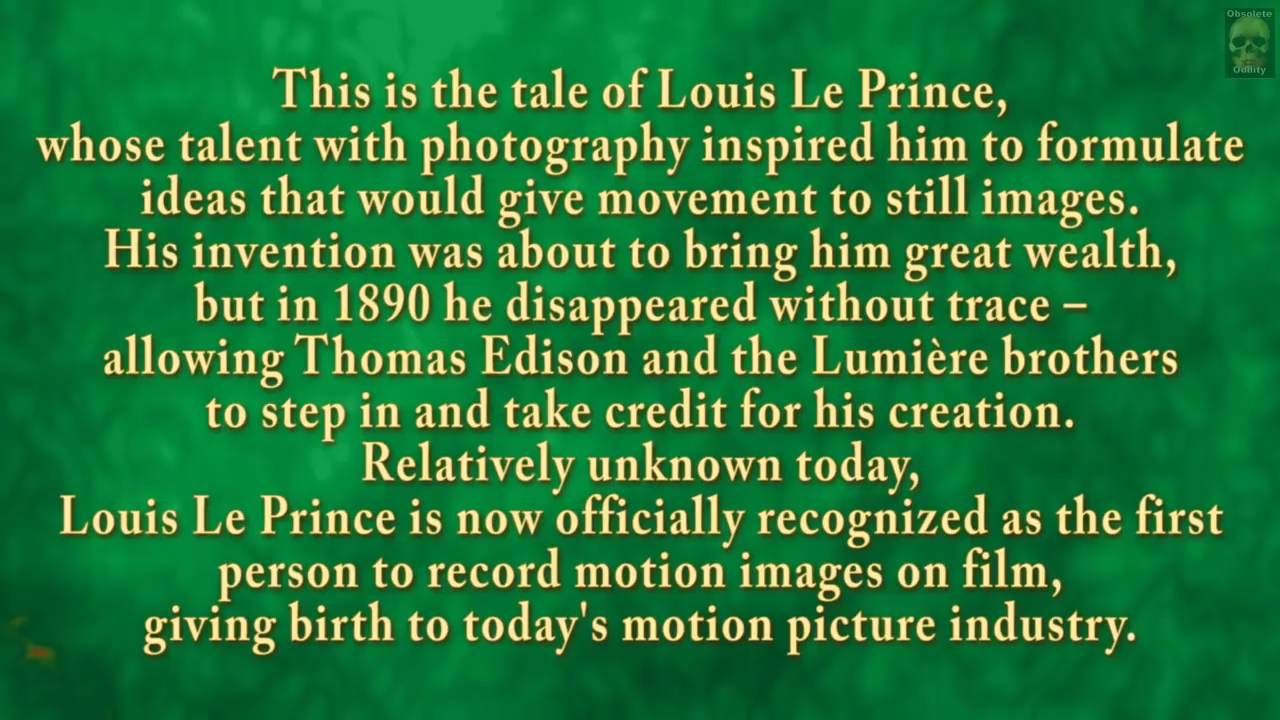 Obsolete
Oddity
This is the tale of Louis Le Prince,
whose talent with photography inspired him to formulate
ideas that would give movement to still images.
His invention was about to bring him great wealth,
but in 1890 he disappeared without trace –
allowing Thomas Edison and the Lumière brothers
to step in and take credit for his creation.
Relatively unknown today,
Louis Le Prince is now officially recognized as the first
person to record motion images on film,
giving birth to today's motion picture industry.